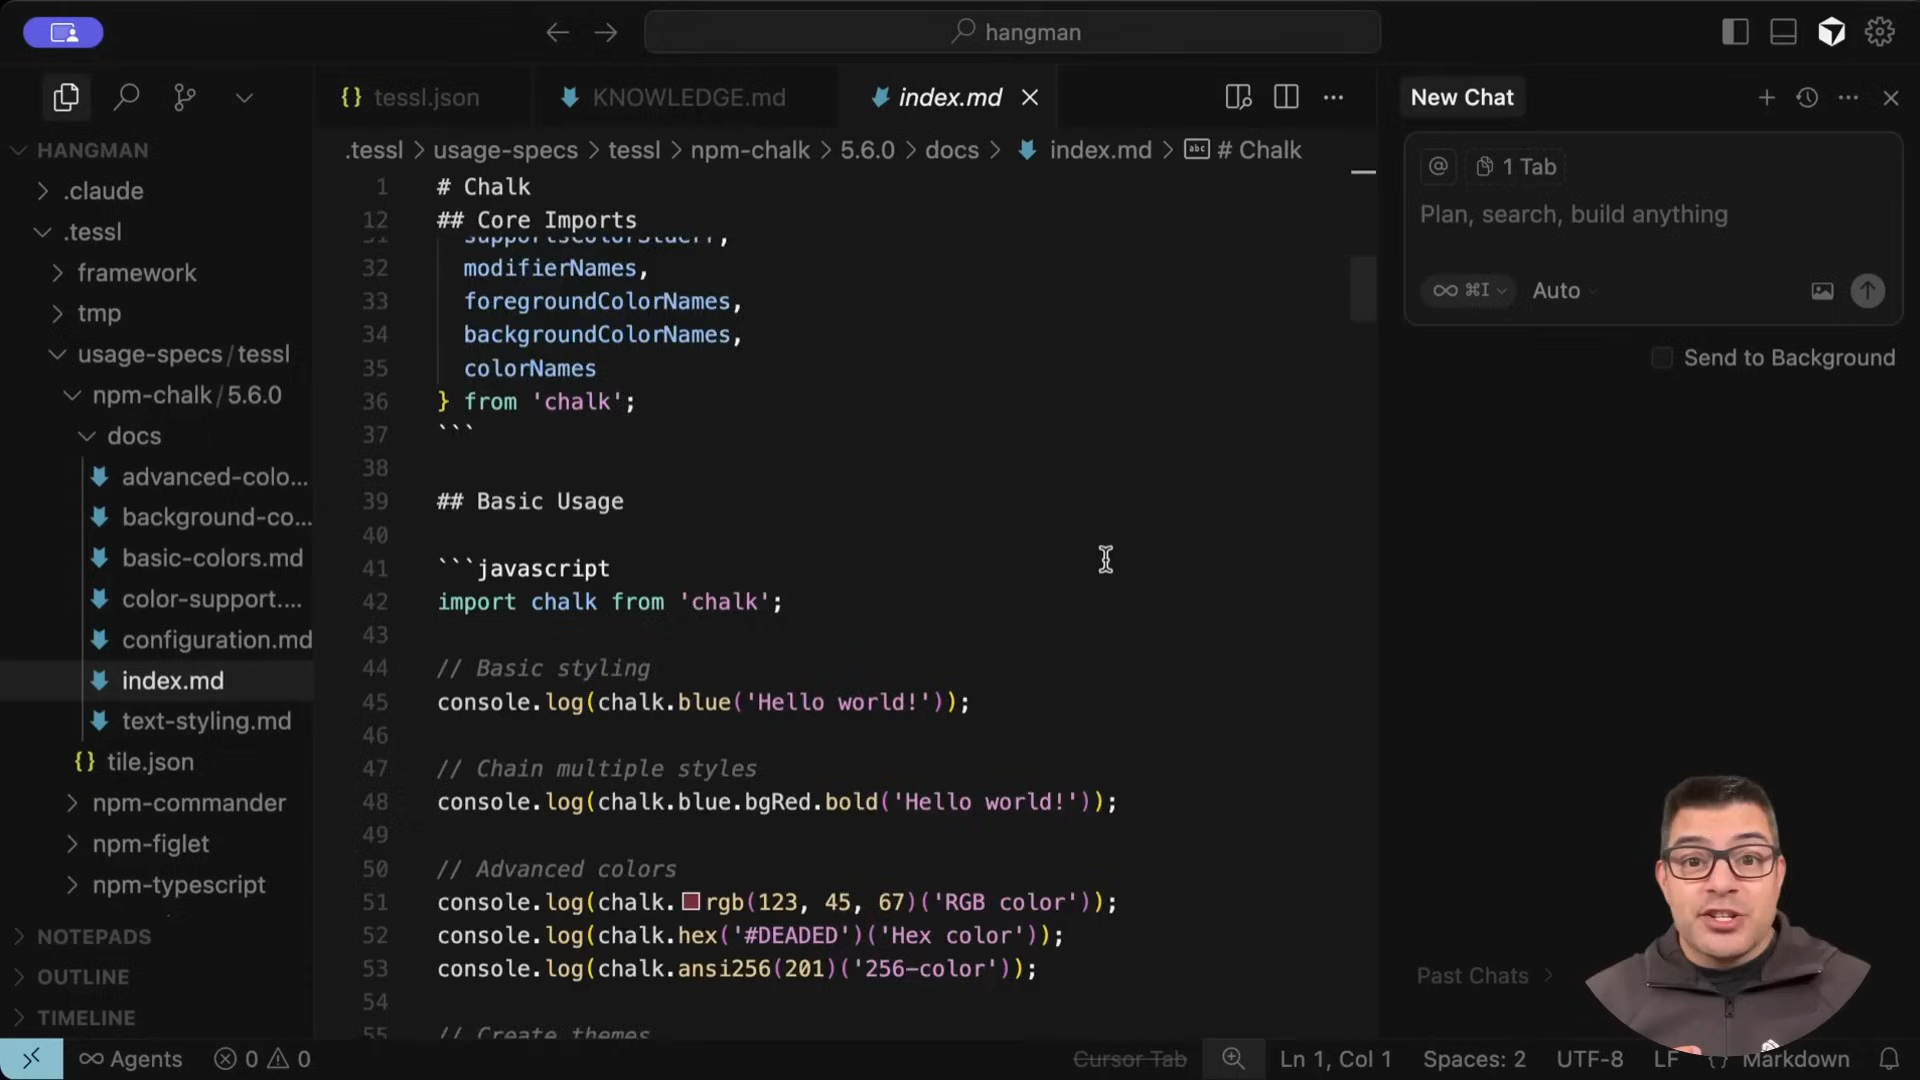 hangman
{} tessl.json
KNOWLEDGE.md
index.md
New Chat
HANGMAN
.claude
.tessl
framework
tmp
usage-specs/tessl
npm-chalk/5.6.0
docs
advanced-colo...
background-co...
basic-colors.md
color-support....
configuration.md
index.md
text-styling.md
{} tile.json
npm-commander
npm-figlet
npm-typescript
NOTEPADS
OUTLINE
TIMELINE
.tessl > usage-specs > tessl > npm-chalk > 5.6.0 > docs > index.md > abc # Chalk
1 # Chalk
12 ## Core Imports
31 supportsColorStderr,
32 modifierNames,
33 foregroundColorNames,
34 backgroundColorNames,
35 colorNames
36 } from 'chalk';
37 ```
38
39 ## Basic Usage
40
41 ```javascript
42 import chalk from 'chalk';
43
44 // Basic styling
45 console.log(chalk.blue('Hello world!'));
46
47 // Chain multiple styles
48 console.log(chalk.blue.bgRed.bold('Hello world!'));
49
50 // Advanced colors
51 console.log(chalk.rgb(123, 45, 67)('RGB color'));
52 console.log(chalk.hex('#DEADED')('Hex color'));
53 console.log(chalk.ansi256(201)('256-color'));
54
55 // Create themes
@ 1 Tab
Plan, search, build anything
∞ ⌘I Auto
Send to Background
Past Chats >
∞ Agents 0 0
Cursor Tab
Ln 1, Col 1
Spaces: 2
UTF-8
LF
{} Markdown